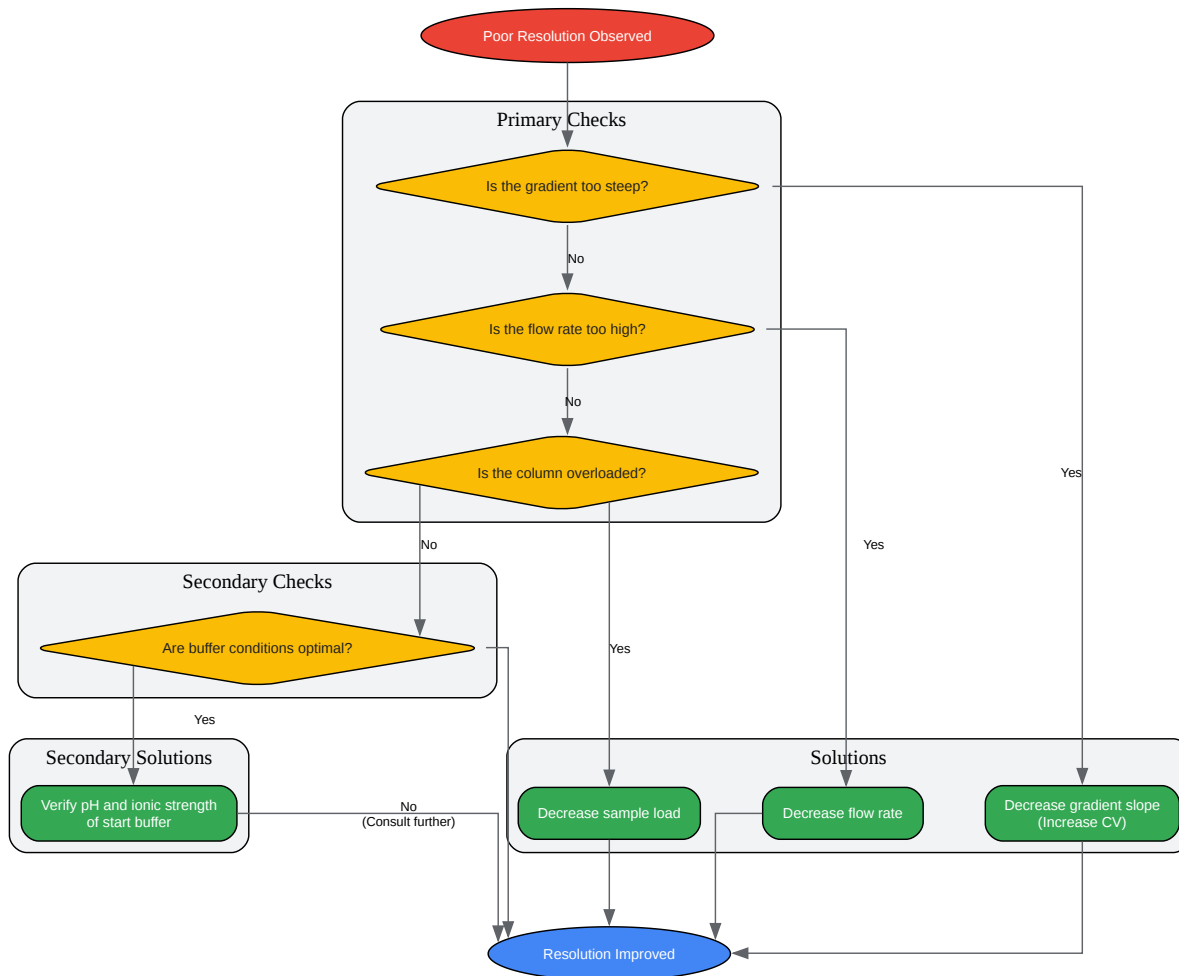 Poor Resolution Observed
Primary Checks
Is the gradient too steep?
No
Is the flow rate too high?
No
Is the column overloaded?
Yes
No
Yes
Secondary Checks
Are buffer conditions optimal?
Yes
Yes
Secondary Solutions
Solutions
Verify pH and ionic strength
of start buffer
No
(Consult further)
Decrease sample load
Decrease flow rate
Decrease gradient slope
(Increase CV)
Resolution Improved